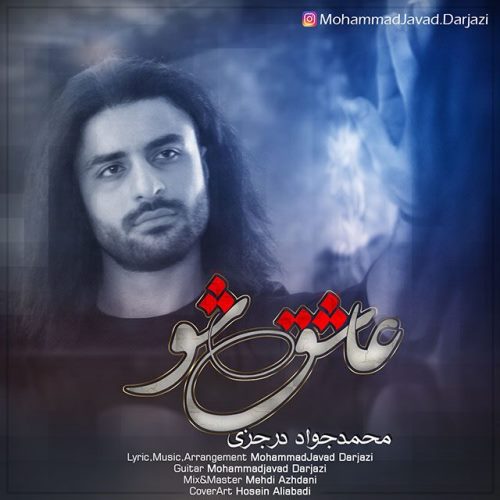 MohammadJavad.Darjazi
عاشق شو
محمدجواد درجزی
Lyric,Music,Arrangement MohammadJavad Darjazi
Guitar Mohammadjavad Darjazi
Mix&Master Mehdi Azhdani
CoverArt Hosein Aliabadi